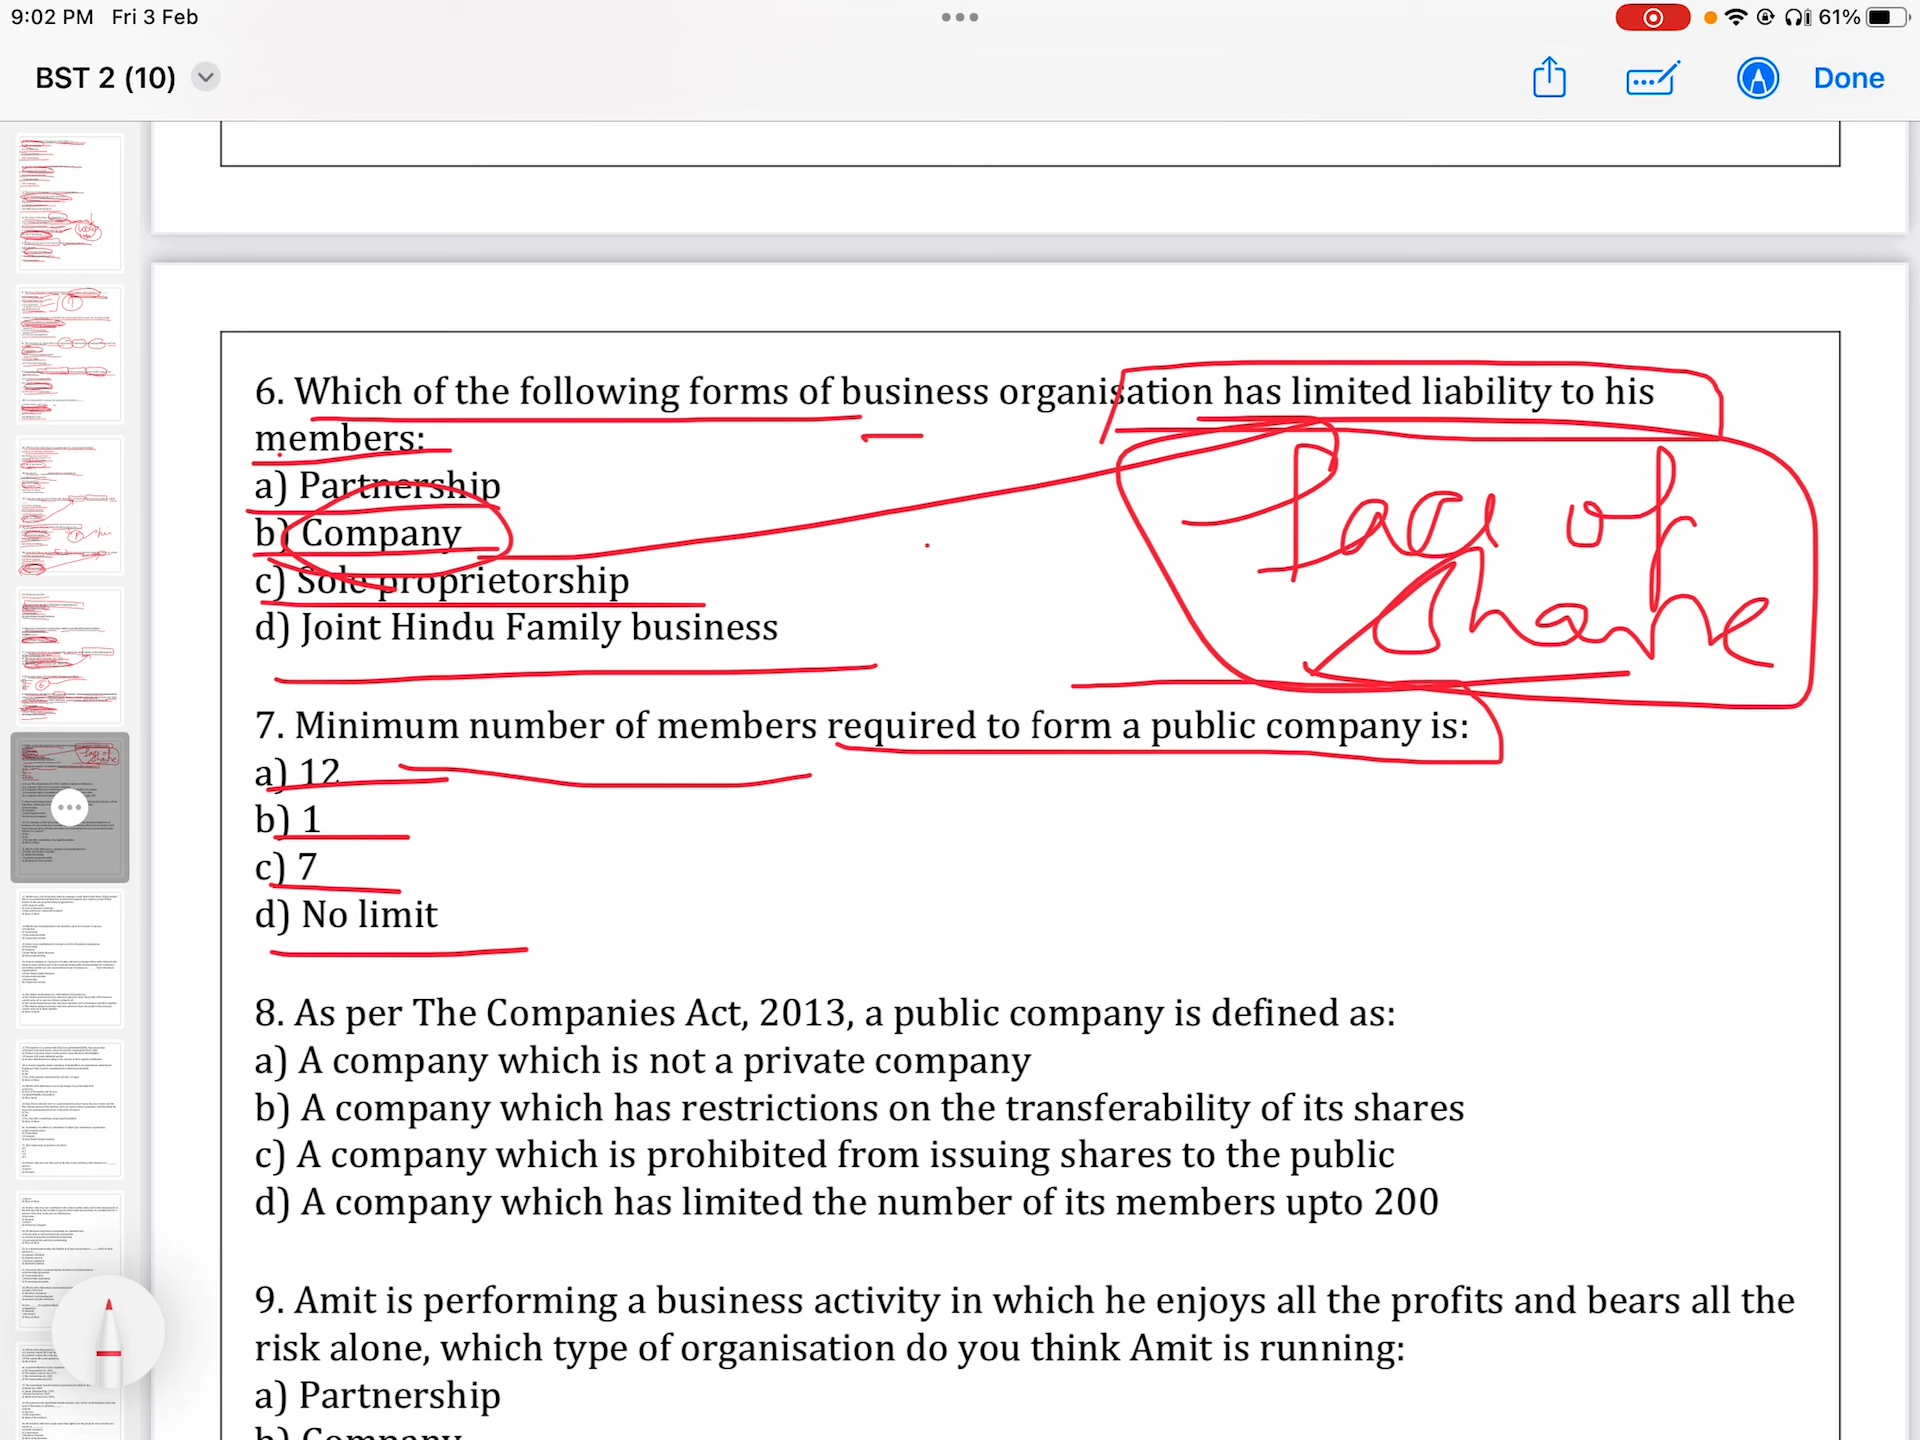 9:02 PM Fri 3 Feb
61%
BST 2 (10)
Done
6. Which of the following forms of business organisation has limited liability to his
members:
a) Partnership
b) Company
c) Sole proprietorship
d) Joint Hindu Family business
of
Share
7. Minimum number of members required to form a public company is:
a) 12
b) 1
c) 7
d) No limit
8. As per The Companies Act, 2013, a public company is defined as:
a) A company which is not a private company
b) A company which has restrictions on the transferability of its shares
c) A company which is prohibited from issuing shares to the public
d) A company which has limited the number of its members upto 200
9. Amit is performing a business activity in which he enjoys all the profits and bears all the
risk alone, which type of organisation do you think Amit is running:
a) Partnership
b) Company